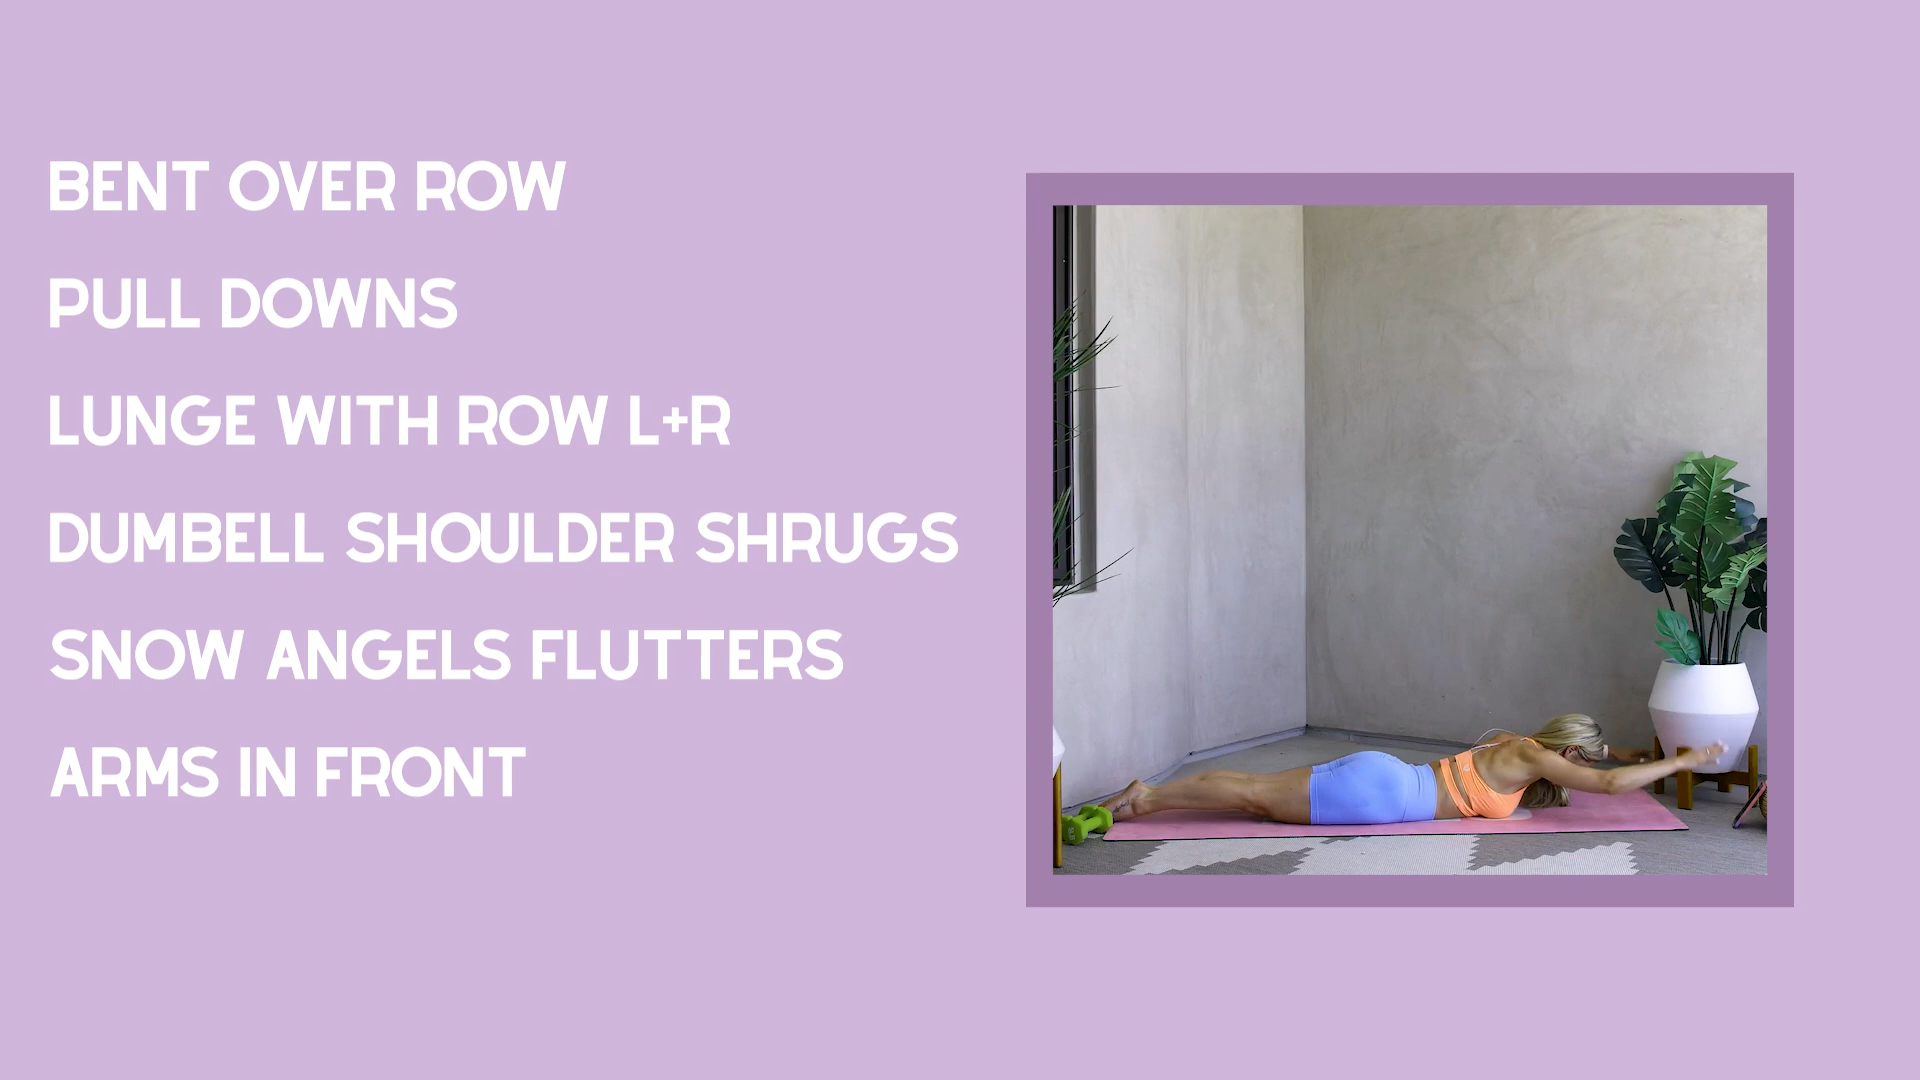 BENT OVER ROW
PULL DOWNS
LUNGE WITH ROW L+R
DUMBELL SHOULDER SHRUGS
SNOW ANGELS FLUTTERS
ARMS IN FRONT